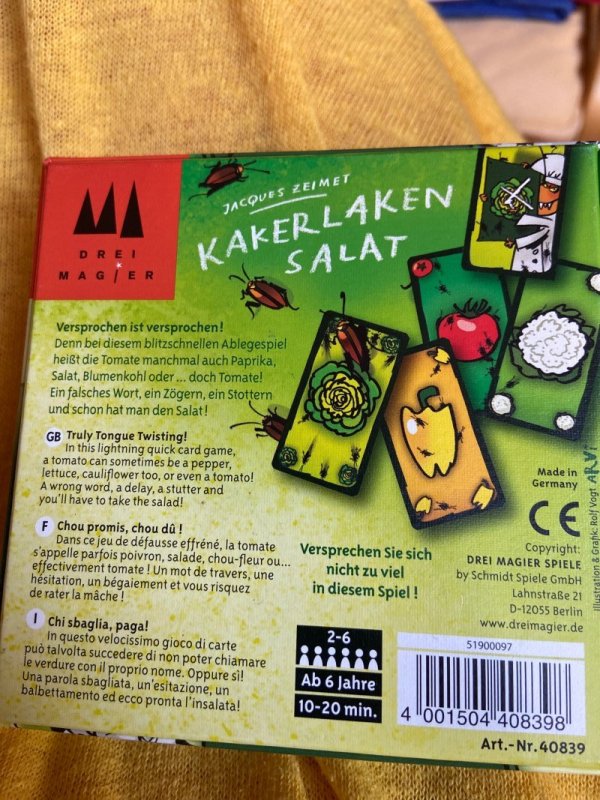 DREI
MAGIER
JACQUES ZEIMET
KAKERLAKEN
SALAT
Versprochen ist versprochen!
Denn bei diesem blitzschnellen Ablegespiel
heißt die Tomate manchmal auch Paprika,
Salat, Blumenkohl oder ... doch Tomate!
Ein falsches Wort, ein Zögern, ein Stottern
und schon hat man den Salat!
GB Truly Tongue Twisting!
In this lightning quick card game,
a tomato can sometimes be a pepper,
lettuce, cauliflower too, or even a tomato!
A wrong word, a delay, a stutter and
you'll have to take the salad!
F Chou promis, chou dû!
Dans ce jeu de défausse effréné, la tomate
s'appelle parfois poivron, salade, chou-fleur ou...
effectivement tomate! Un mot de travers, une
hésitation, un bégaiement et vous risquez
de rater la mâche!
I Chi sbaglia, paga!
In questo velocissimo gioco di carte
può talvolta succedere di non poter chiamare
le verdure con il proprio nome. Oppure sì!
Una parola sbagliata, un'esitazione, un
balbettamento ed ecco pronta l'insalata!
Versprechen Sie sich
nicht zu viel
in diesem Spiel!
2-6
Ab 6 Jahre
10-20 min.
Made in
Germany
CE
Copyright:
DREI MAGIER SPIELE
by Schmidt Spiele GmbH
Lahnstraße 21
D-12055 Berlin
www.dreimagier.de
51900097
4 001504 408398
Art.-Nr. 40839
Illustration & Grafik: Rolf Vogt ARVi